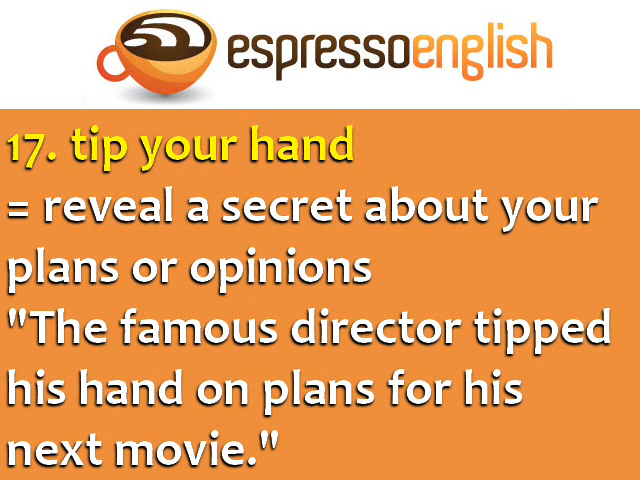 espressoenglish
17. tip your hand
= reveal a secret about your
plans or opinions
"The famous director tipped
his hand on plans for his
next movie."